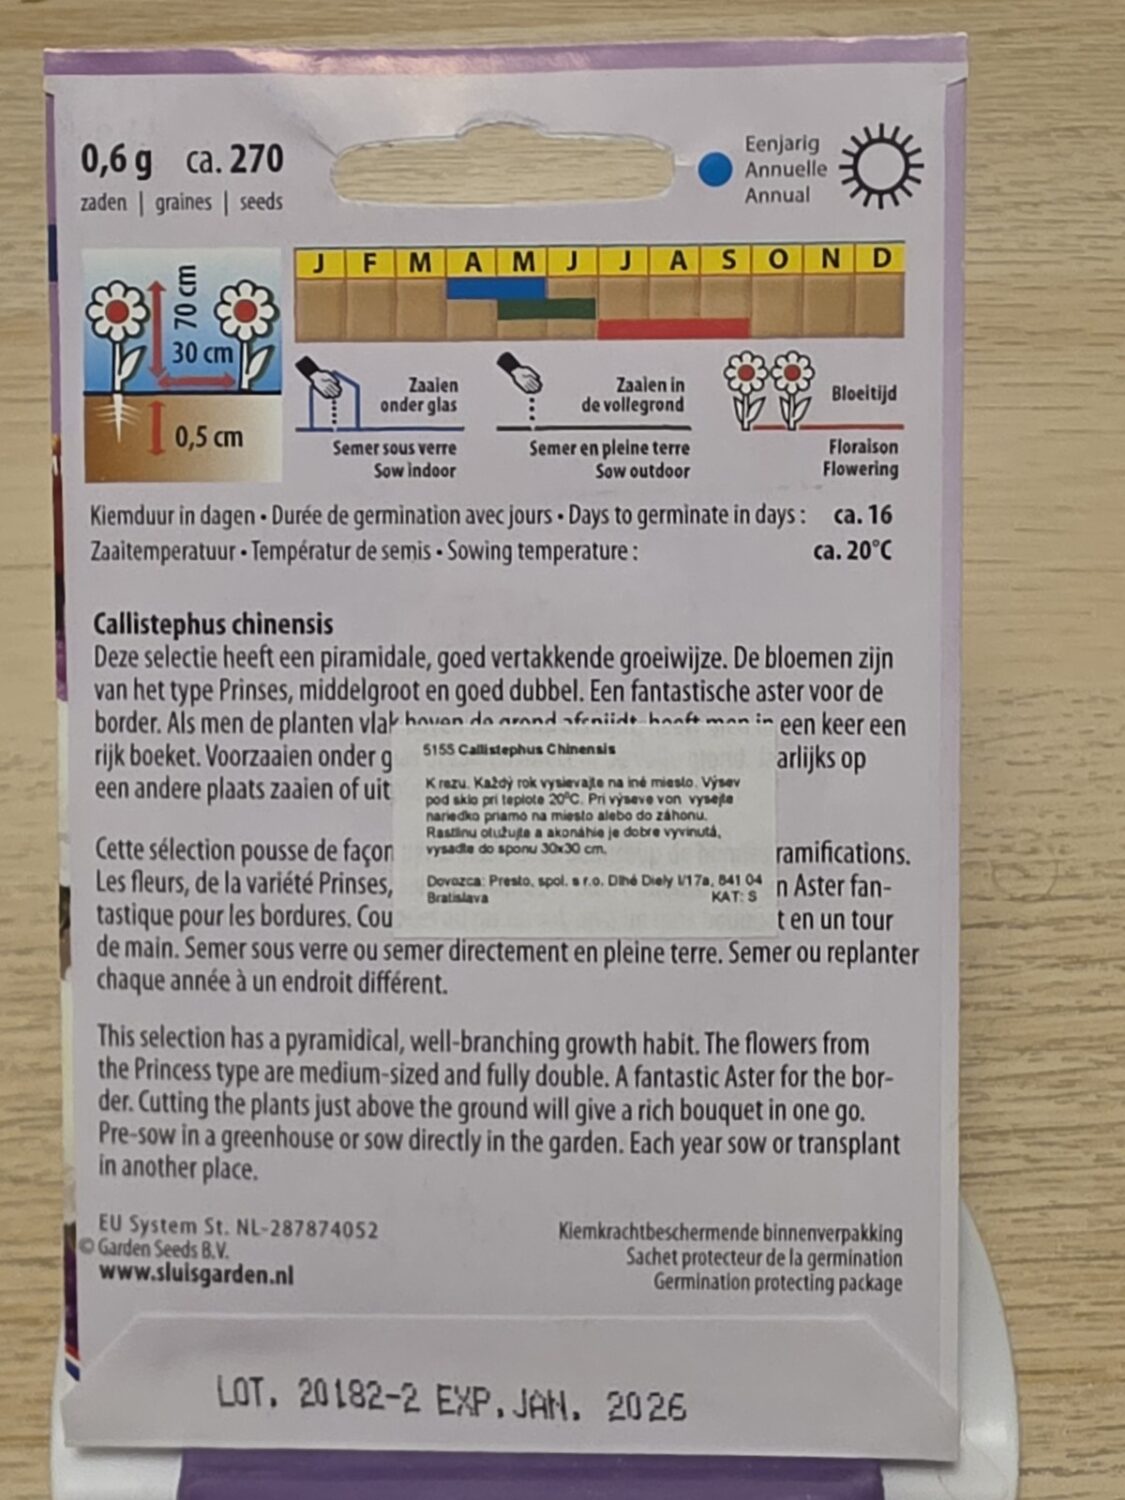 0,6 g ca. 270
zaden | graines | seeds
Eenjarig
Annuelle
Annual
J F M A M J J A S O N D
70 cm
30 cm
0,5 cm
Zaaien
onder glas
Semer sous verre
Sow indoor
Zaaien in
de vollegrond
Semer en pleine terre
Sow outdoor
Bloeitijd
Floraison
Flowering
Kiemduur in dagen • Durée de germination avec jours • Days to germinate in days : ca. 16
Zaaitemperatuur • Températur de semis • Sowing temperature : ca. 20°C
Callistephus chinensis
Deze selectie heeft een piramidale, goed vertakkende groeiwijze. De bloemen zijn
van het type Prinses, middelgroot en goed dubbel. Een fantastische aster voor de
border. Als men de planten vlak boven de grond afsnijdt, heeft men in een keer een
rijk boeket. Voorzaaien onder g arlijks op
een andere plaats zaaien of uit
5155 Callistephus Chinensis
K rezu. Každý rok vysievajte na iné miesto. Výsev
pod sklo pri teplote 20°C. Pri výseve von vysejte
nariedko priamo na miesto alebo do záhonu.
Rastlinu otužujte a akonáhle je dobre vyvinutá,
vysaďte do sponu 30x30 cm.
Dovozca: Presto, spol. s r.o. Dlhé Diely I/17a, 841 04
Bratislava KAT: S
Cette sélection pousse de façon ramifications.
Les fleurs, de la variété Prinses, n Aster fan-
tastique pour les bordures. Cou t en un tour
de main. Semer sous verre ou semer directement en pleine terre. Semer ou replanter
chaque année à un endroit différent.
This selection has a pyramidical, well-branching growth habit. The flowers from
the Princess type are medium-sized and fully double. A fantastic Aster for the bor-
der. Cutting the plants just above the ground will give a rich bouquet in one go.
Pre-sow in a greenhouse or sow directly in the garden. Each year sow or transplant
in another place.
EU System St. NL-287874052
© Garden Seeds B.V.
www.sluisgarden.nl
Kiemkrachtbeschermende binnenverpakking
Sachet protecteur de la germination
Germination protecting package
LOT. 20182-2 EXP. JAN. 2026